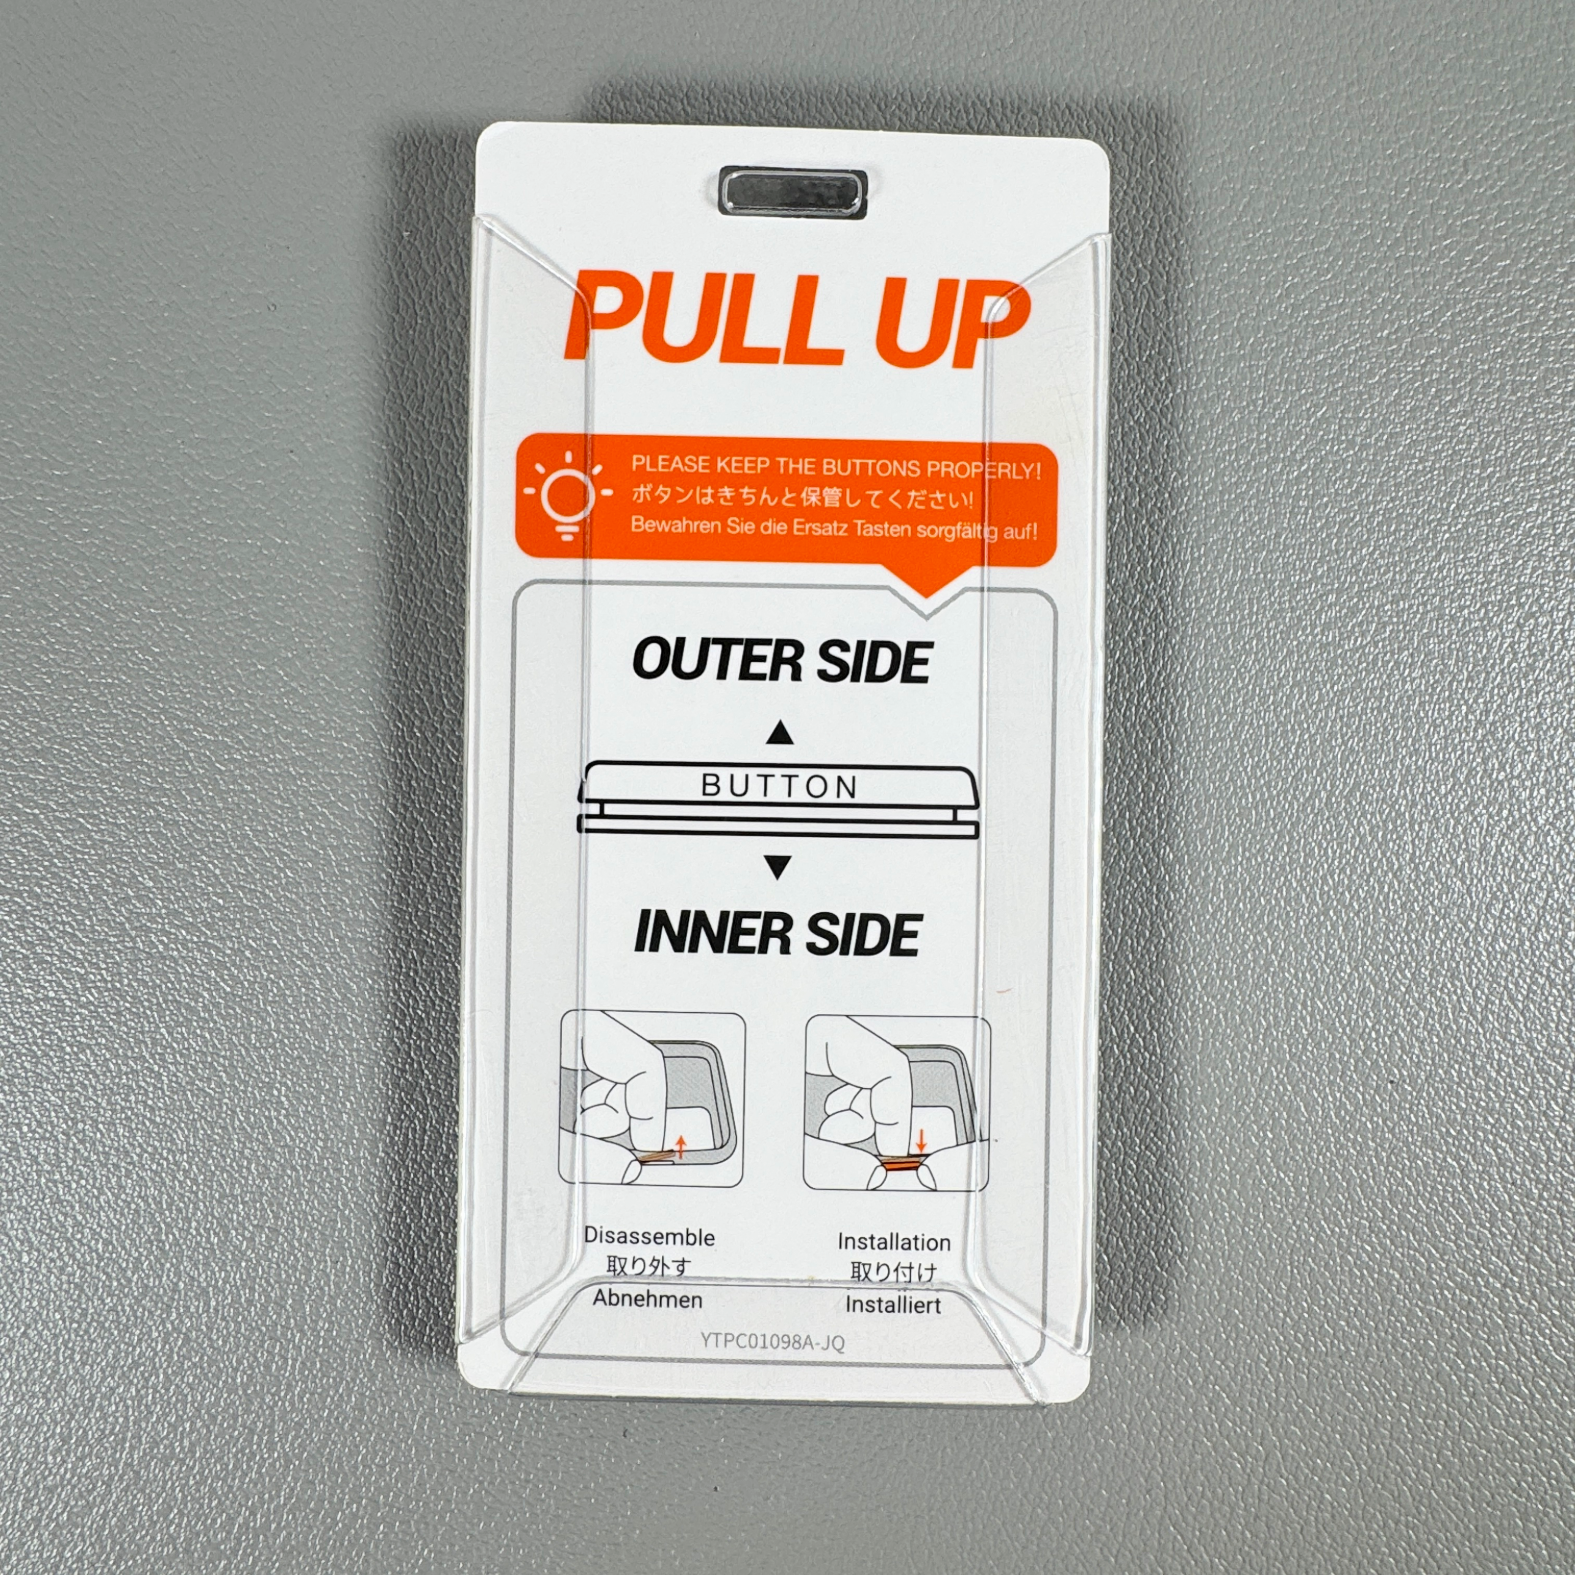 PULL UP
PLEASE KEEP THE BUTTONS PROPERLY!
ボタンはきちんと保管してください!
Bewahren Sie die Ersatz Tasten sorgfältig auf!
OUTER SIDE
BUTTON
INNER SIDE
Disassemble
取り外す
Abnehmen
Installation
取り付け
Installiert
YTPC01098A-JQ